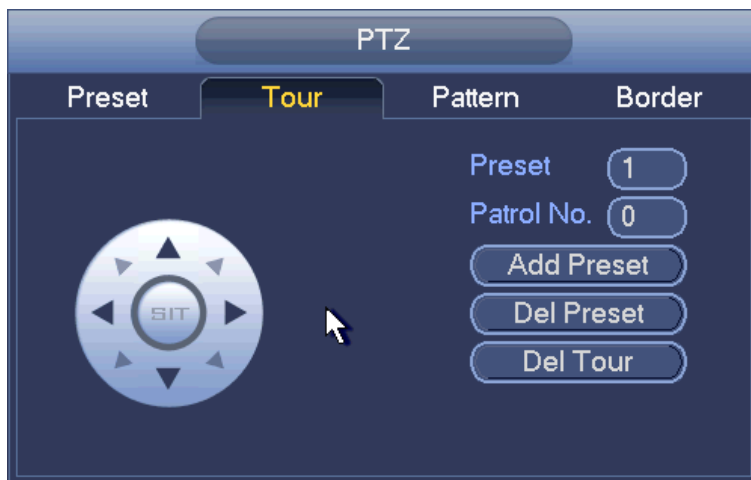 PTZ
Preset Tour Pattern Border
Preset 1
Patrol No. 0
Add Preset
SIT Del Preset
Del Tour